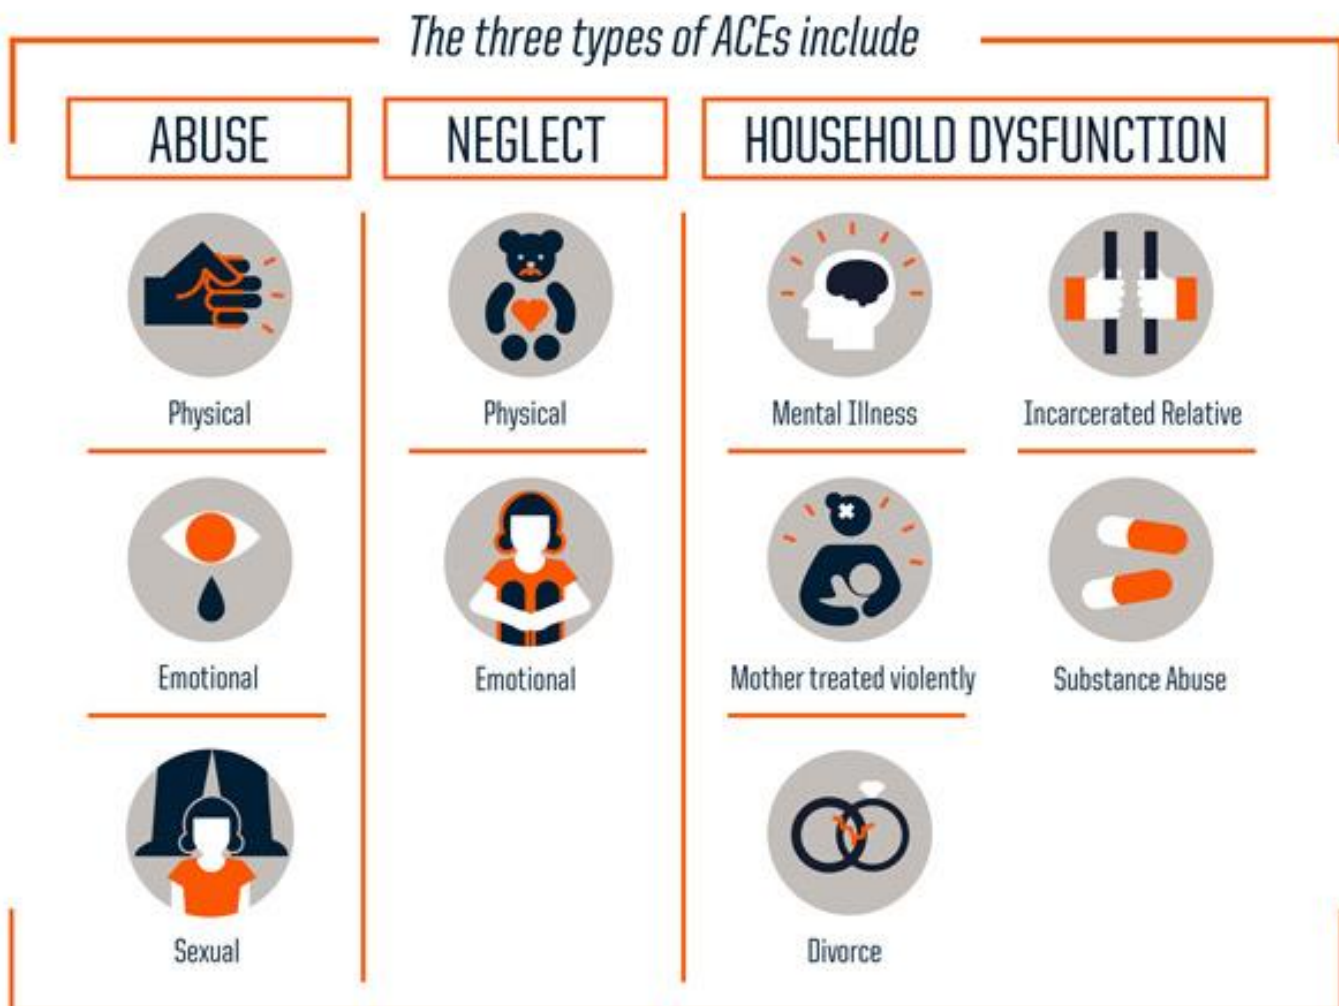 The three types of ACEs include
ABUSE
Physical
Emotional
Sexual
NEGLECT
Physical
Emotional
HOUSEHOLD DYSFUNCTION
Mental Illness
Incarcerated Relative
Mother treated violently
Substance Abuse
Divorce